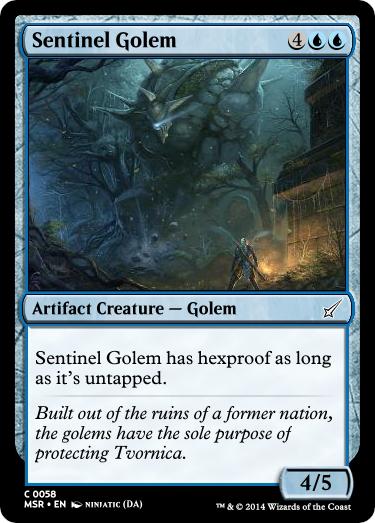 Sentinel Golem 4
Artifact Creature — Golem
Sentinel Golem has hexproof as long
as it's untapped.
Built out of the ruins of a former nation,
the golems have the sole purpose of
protecting Tvornica.
4/5
C 0058
MSR • EN NINIATIC (DA) ™ & © 2014 Wizards of the Coast